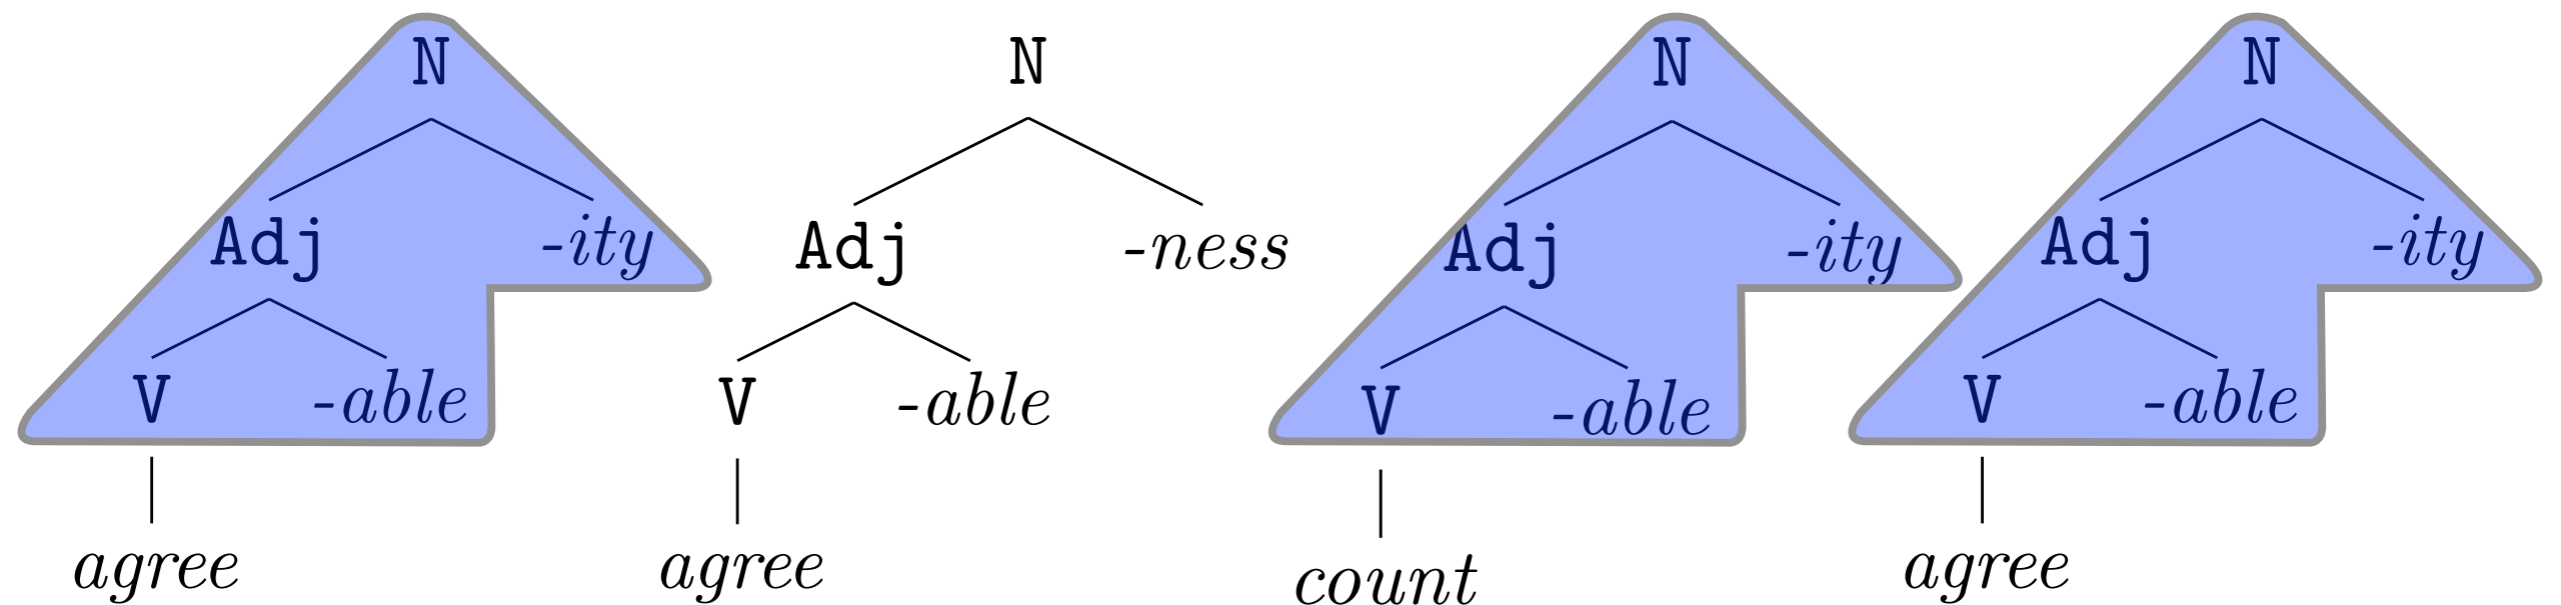 N N N N
Adj -ity Adj -ness Adj -ity Adj -ity
V -able V -able V -able V -able
agree agree count agree